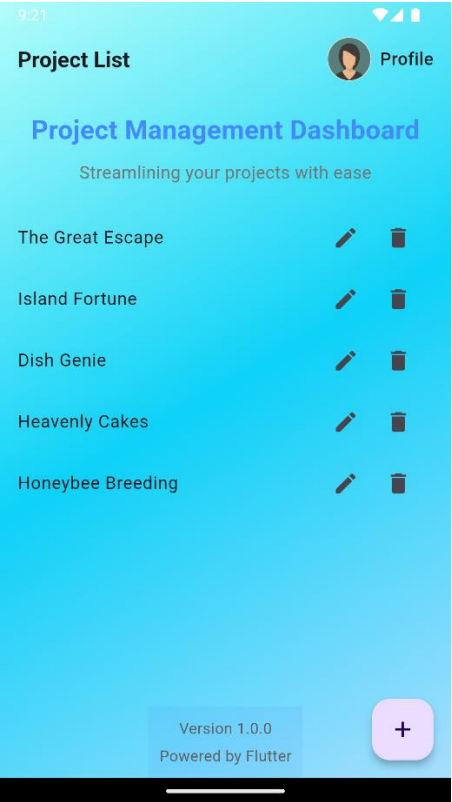 9:21
Project List
Profile
Project Management Dashboard
Streamlining your projects with ease
The Great Escape
Island Fortune
Dish Genie
Heavenly Cakes
Honeybee Breeding
+
Version 1.0.0
Powered by Flutter